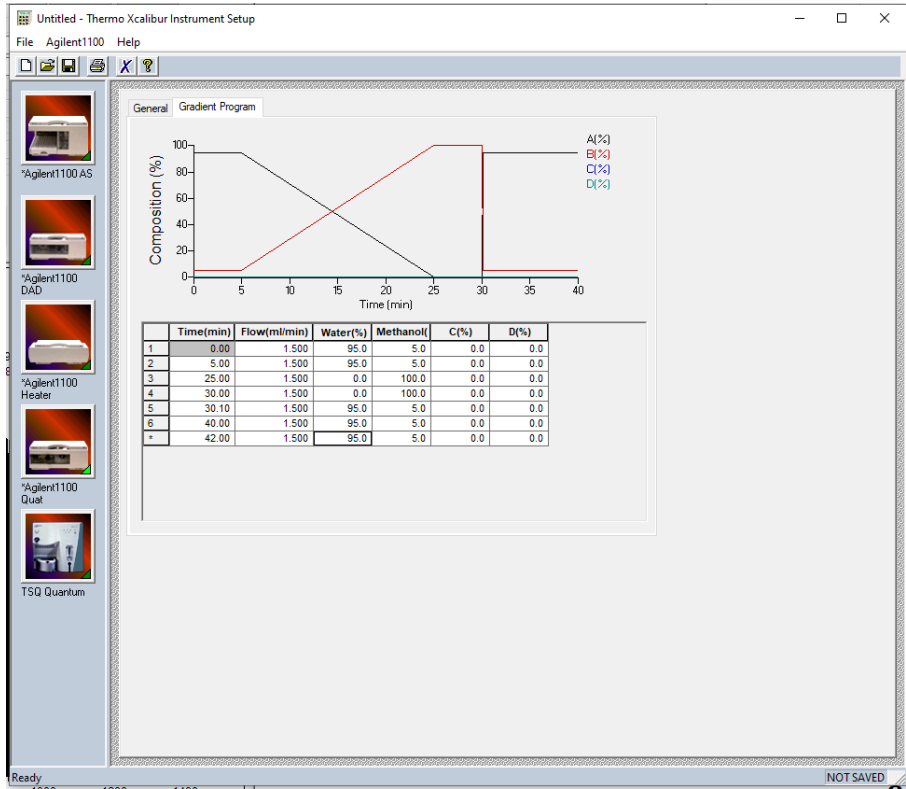 Untitled - Thermo Xcalibur Instrument Setup
File Agilent1100 Help
*Agilent1100 AS
*Agilent1100
DAD
*Agilent1100
Heater
*Agilent1100
Quat
TSQ Quantum
General Gradient Program
Composition (%)
100
80
60
40
20
0
0 5 10 15 20 25 30 35 40
Time (min)
A(%)
B(%)
C(%)
D(%)
Time(min) Flow(ml/min) Water(%) Methanol( C(%) D(%)
1 0.00 1.500 95.0 5.0 0.0 0.0
2 5.00 1.500 95.0 5.0 0.0 0.0
3 25.00 1.500 0.0 100.0 0.0 0.0
4 30.00 1.500 0.0 100.0 0.0 0.0
5 30.10 1.500 95.0 5.0 0.0 0.0
6 40.00 1.500 95.0 5.0 0.0 0.0
* 42.00 1.500 95.0 5.0 0.0 0.0
Ready NOT SAVED